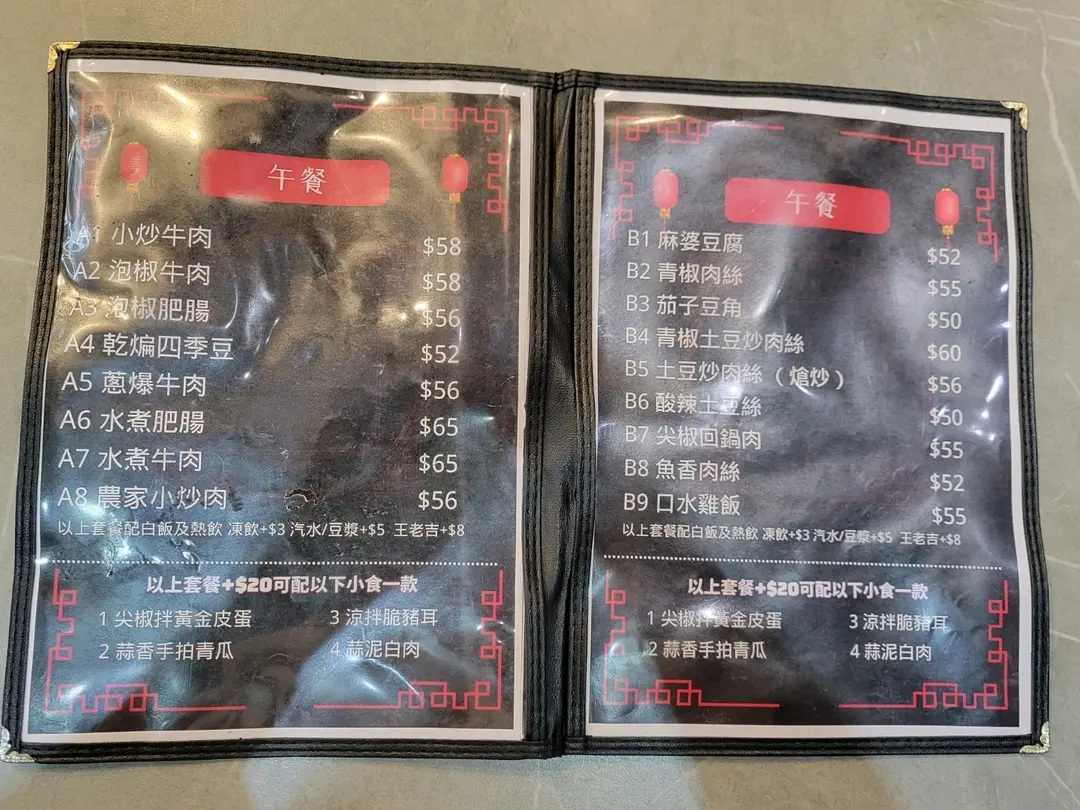 午餐
A1 小炒牛肉 $58
A2 泡椒牛肉 $58
A3 泡椒肥腸 $56
A4 乾煸四季豆 $52
A5 蔥爆牛肉 $56
A6 水煮肥腸 $65
A7 水煮牛肉 $65
A8 農家小炒肉 $56
以上套餐配白飯及熱飲 凍飲+$3 汽水/豆漿+$5 王老吉+$8
以上套餐+$20可配以下小食一款
1 尖椒拌黃金皮蛋 3 涼拌脆豬耳
2 蒜香手拍青瓜 4 蒜泥白肉
午餐
B1 麻婆豆腐 $52
B2 青椒肉絲 $55
B3 茄子豆角 $50
B4 青椒土豆炒肉絲 $60
B5 土豆炒肉絲（熗炒） $56
B6 酸辣土豆絲 $50
B7 尖椒回鍋肉 $55
B8 魚香肉絲 $52
B9 口水雞飯 $55
以上套餐配白飯及熱飲 凍飲+$3 汽水/豆漿+$5 王老吉+$8
以上套餐+$20可配以下小食一款
1 尖椒拌黃金皮蛋 3 涼拌脆豬耳
2 蒜香手拍青瓜 4 蒜泥白肉